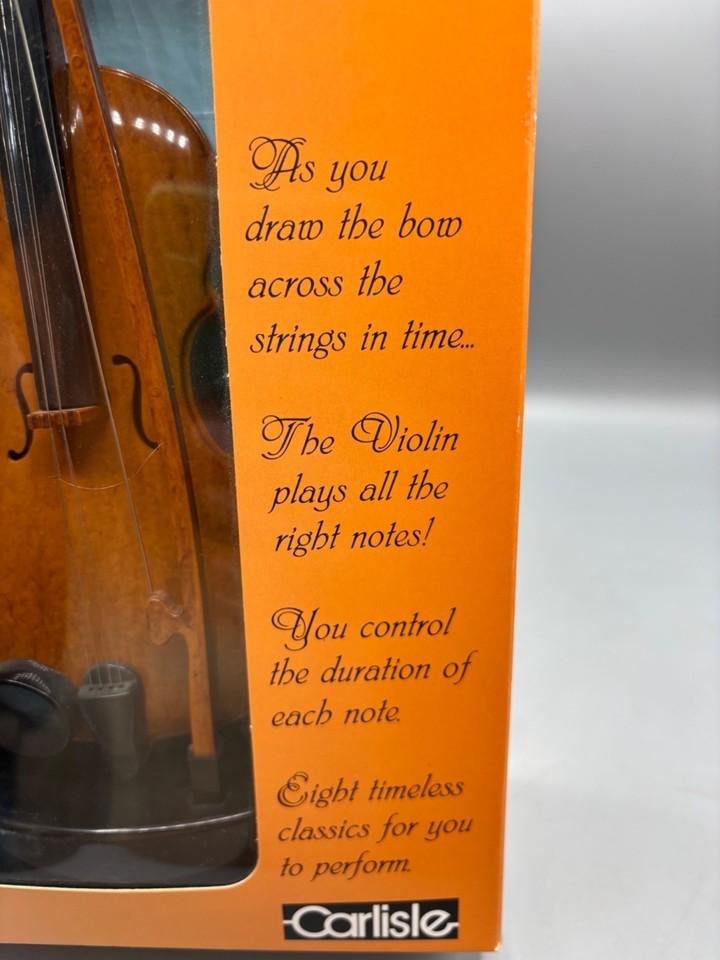 As you
draw the bow
across the
strings in time...
The Violin
plays all the
right notes!
You control
the duration of
each note.
Eight timeless
classics for you
to perform.
Carlisle